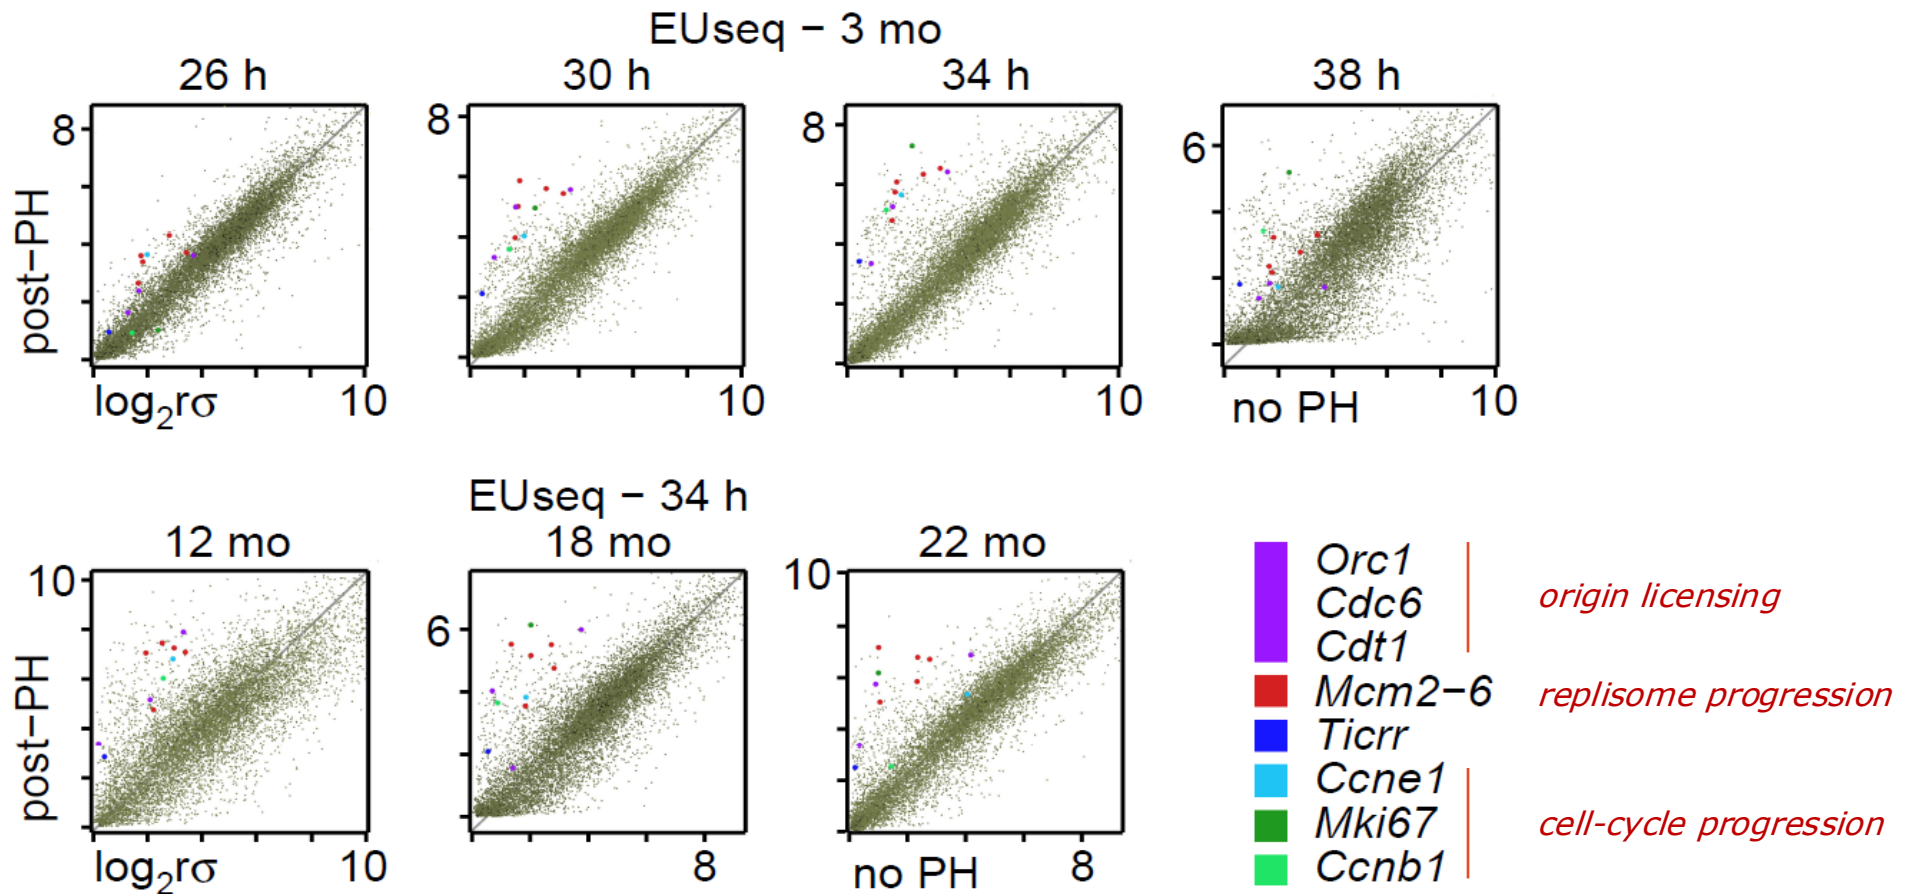 EUseq − 3 mo
26 h 30 h 34 h 38 h
8 8 8 6
post−PH
log2rσ 10 10 10 no PH 10
EUseq − 34 h
12 mo 18 mo 22 mo
10 6 10
post−PH
log2rσ 10 8 no PH 8
Orc1
Cdc6
Cdt1
origin licensing
Mcm2−6 replisome progression
Ticrr
Ccne1
Mki67
Ccnb1
cell-cycle progression